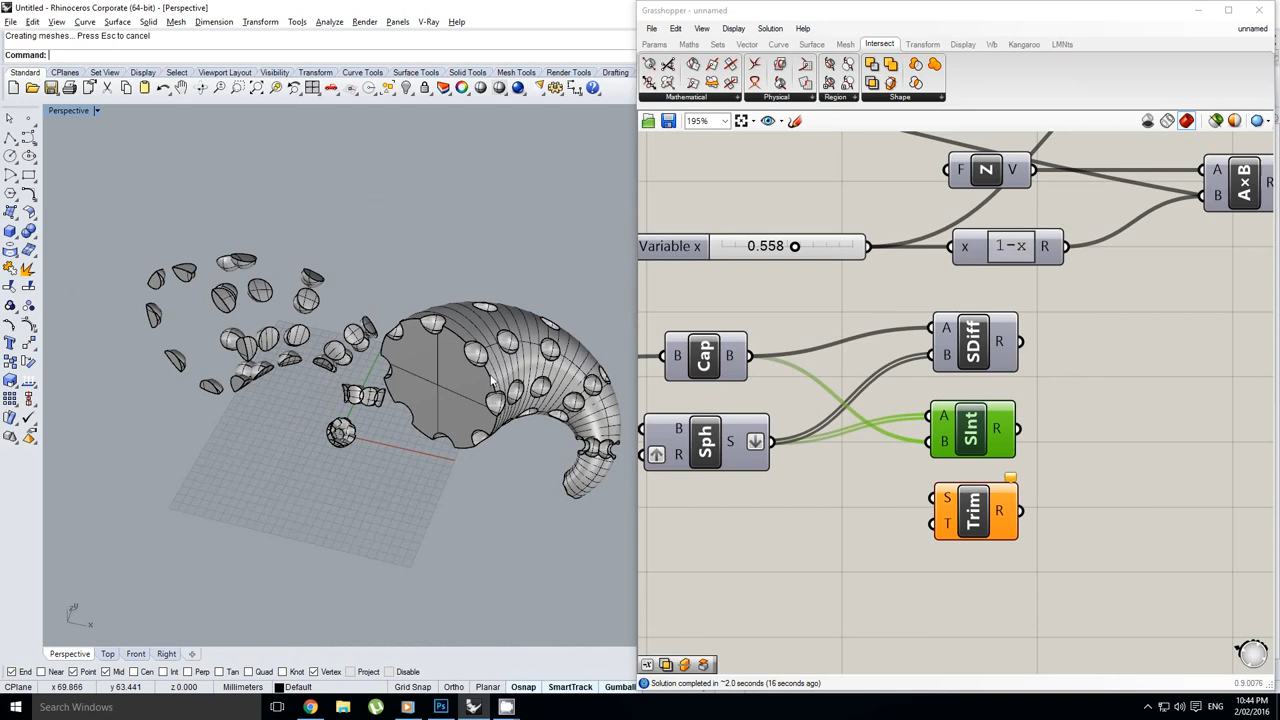 Untitled - Rhinoceros Corporate (64-bit) - [Perspective]
File Edit View Curve Surface Solid Mesh Dimension Transform Tools Analyze Render Panels V-Ray Help
Creating meshes... Press Esc to cancel
Command:
Standard CPlanes Set View Display Select Viewport Layout Visibility Transform Curve Tools Surface Tools Solid Tools Mesh Tools Render Tools Drafting
Perspective
x
y
Perspective Top Front Right
End Near Point Mid Cen Int Perp Tan Quad Knot Vertex Project Disable
CPlane x 69.866 y 63.441 z 0.000 Millimeters Default Grid Snap Ortho Planar Osnap SmartTrack Gumball
Grasshopper - unnamed
File Edit View Display Solution Help unnamed
Params Maths Sets Vector Curve Surface Mesh Intersect Transform Display Wb Kangaroo LMNts
Mathematical Physical Region Shape
195%
F Z V
A B A×B R
Variable x 0.558
x 1-x R
B Cap B
A B SDiff R
B R Sph S
A B SInt R
S T Trim R
Solution completed in ~2.0 seconds (16 seconds ago) 0.9.0076
Search Windows
Ps
ENG
10:44 PM
2/02/2016